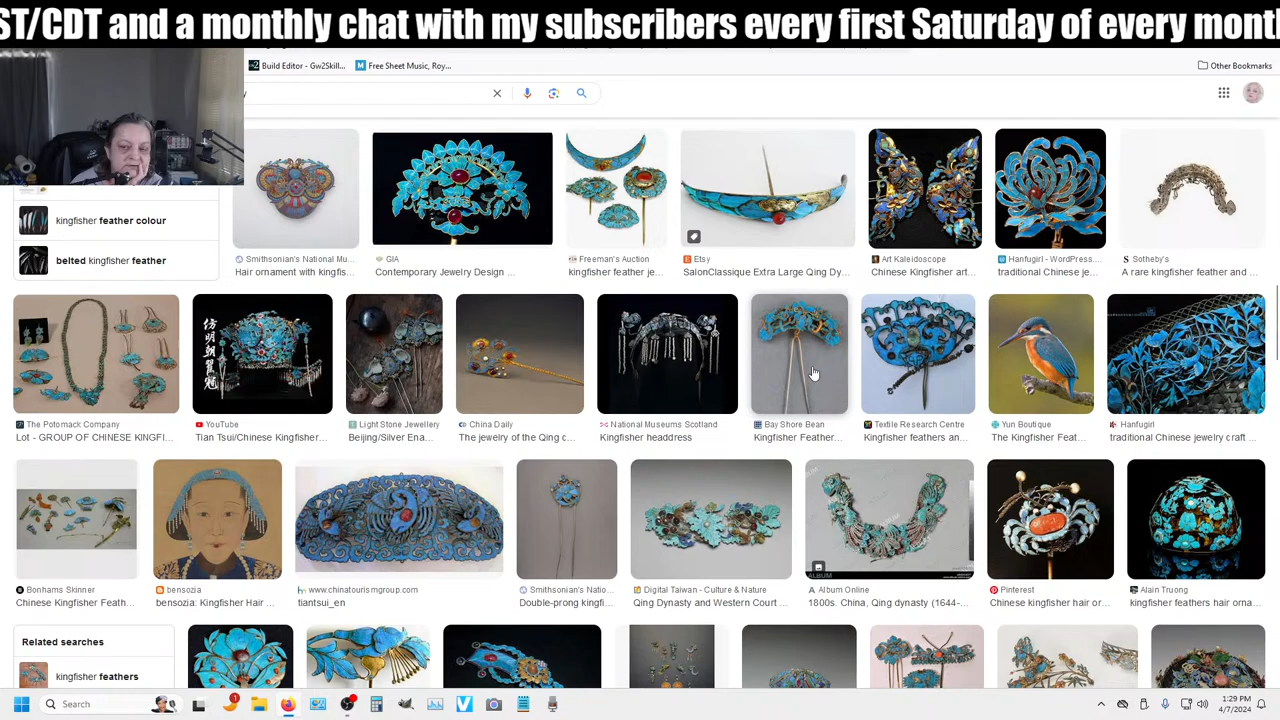 ST/CDT and a monthly chat with my subscribers every first Saturday of every mont
Build Editor - Gw2Skill...
Free Sheet Music, Roy...
Other Bookmarks
y
kingfisher feather colour
belted kingfisher feather
Smithsonian's National Mu...
Hair ornament with kingfis...
GIA
Contemporary Jewelry Design ...
Freeman's Auction
kingfisher feather je...
Etsy
SalonClassique Extra Large Qing Dy...
Art Kaleidoscope
Chinese Kingfisher art...
Hanfugirl - WordPress....
traditional Chinese je...
Sotheby's
A rare kingfisher feather and ...
仿明朝翟冠
The Potomack Company
Lot - GROUP OF CHINESE KINGFI...
YouTube
Tian Tsui/Chinese Kingfisher...
Light Stone Jewellery
Beijing/Silver Ena...
China Daily
The jewelry of the Qing c...
National Museums Scotland
Kingfisher headdress
Bay Shore Bean
Kingfisher Feather...
Textile Research Centre
Kingfisher feathers an...
Yun Boutique
The Kingfisher Feat...
Hanfugirl
traditional Chinese jewelry craft ...
Bonhams Skinner
Chinese Kingfisher Feath...
bensozia
bensozia: Kingfisher Hair ...
www.chinatourismgroup.com
tiantsui_en
Smithsonian's Natio...
Double-prong kingfi...
Digital Taiwan - Culture & Nature
Qing Dynasty and Western Court ...
ALBUM
Album Online
1800s. China, Qing dynasty (1644-...
Pinterest
Chinese kingfisher hair or...
Alain Truong
kingfisher feathers hair orna...
Related searches
kingfisher feathers
Search
1
1:29 PM
4/7/2024